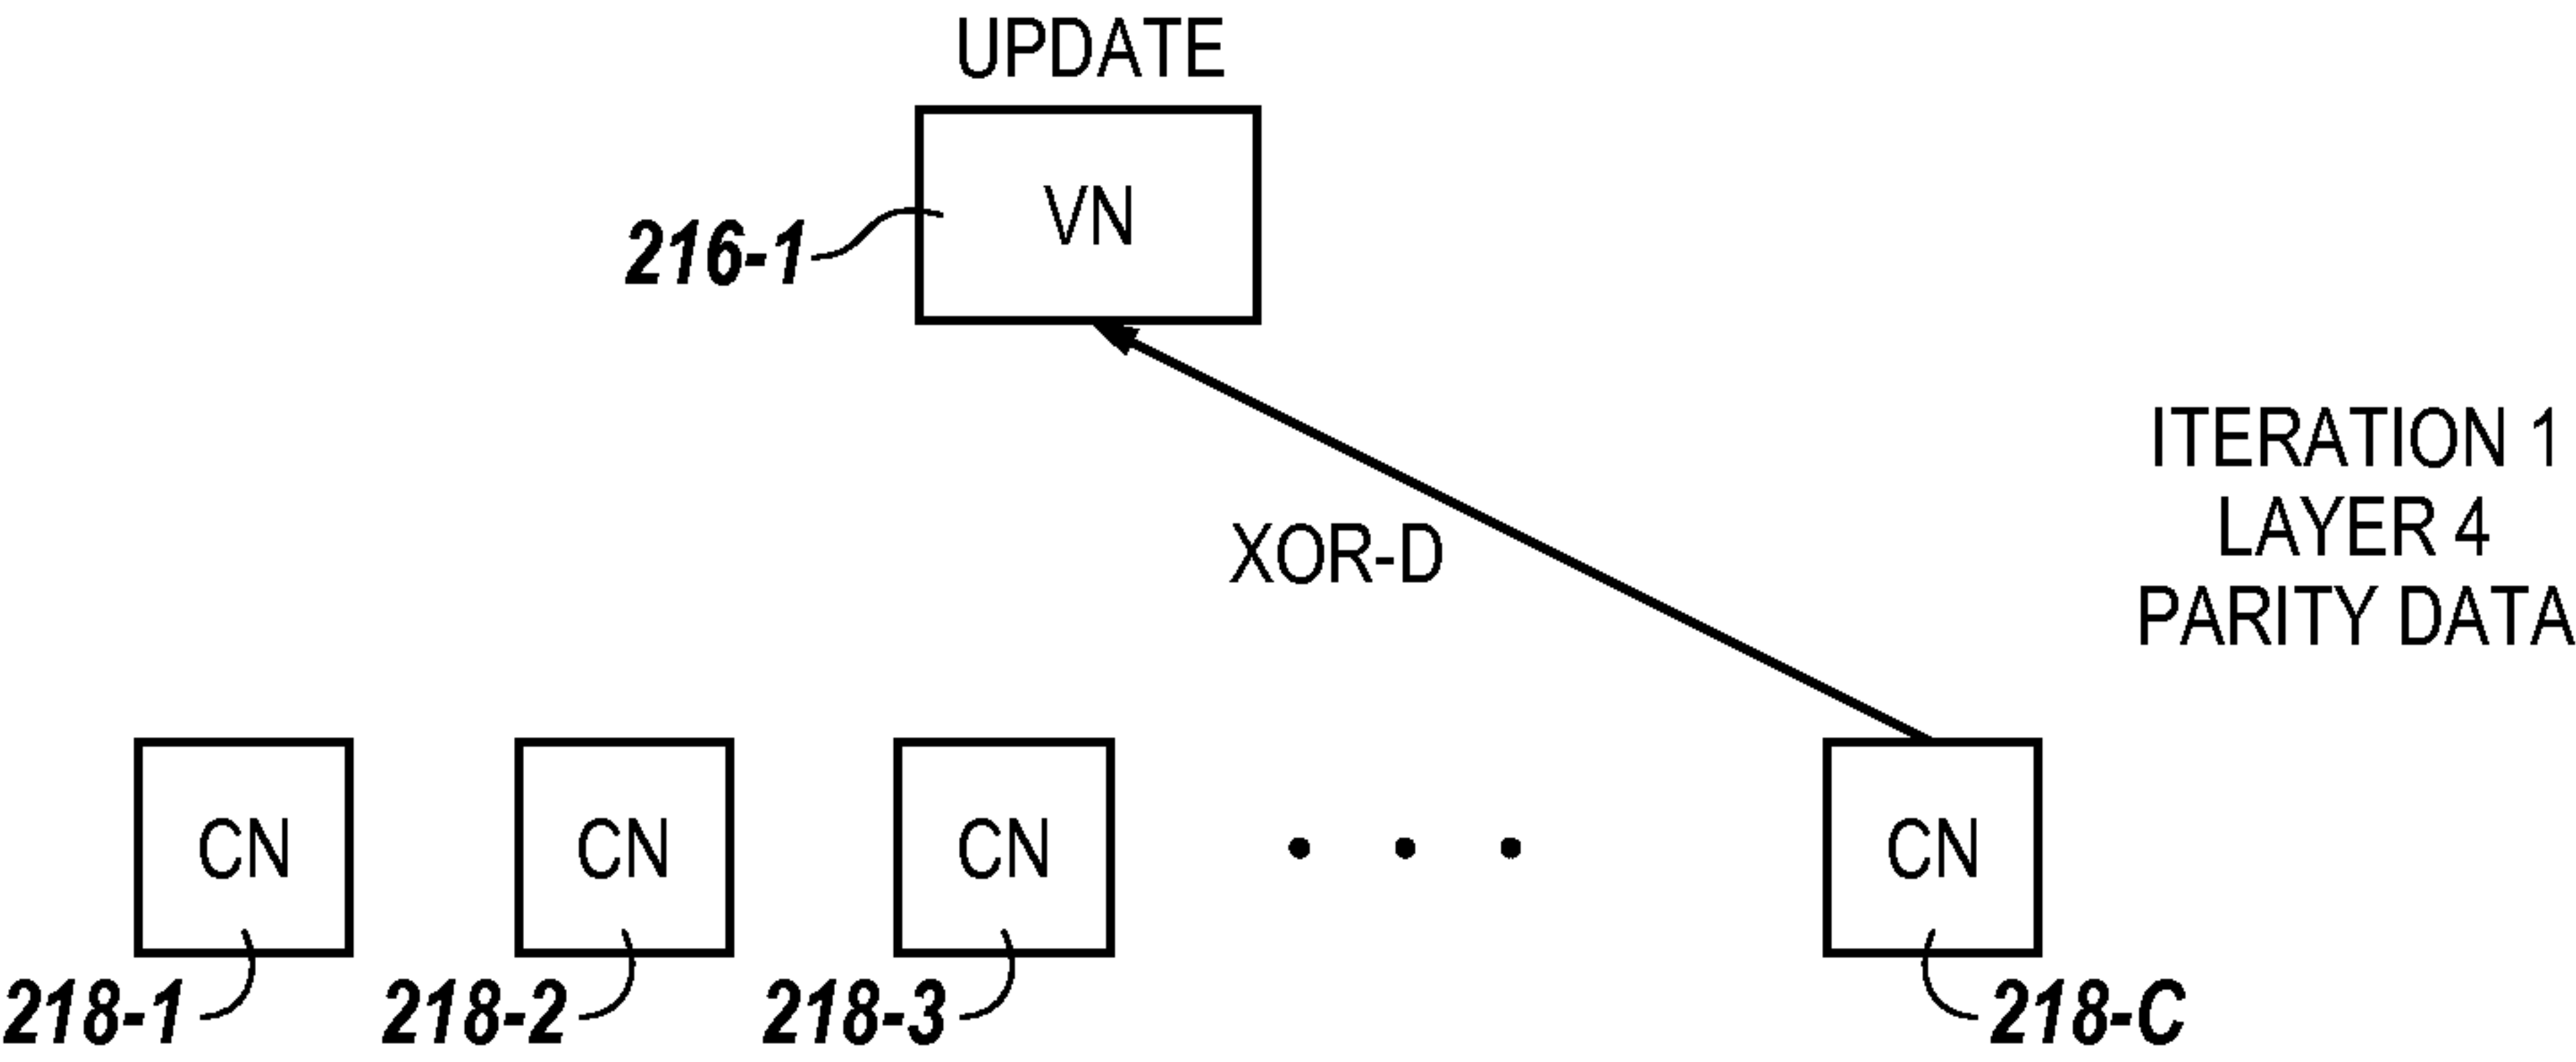 UPDATE
VN
216-1
XOR-D
ITERATION 1
LAYER 4
PARITY DATA
CN
CN
CN
CN
218-1
218-2
218-3
218-C